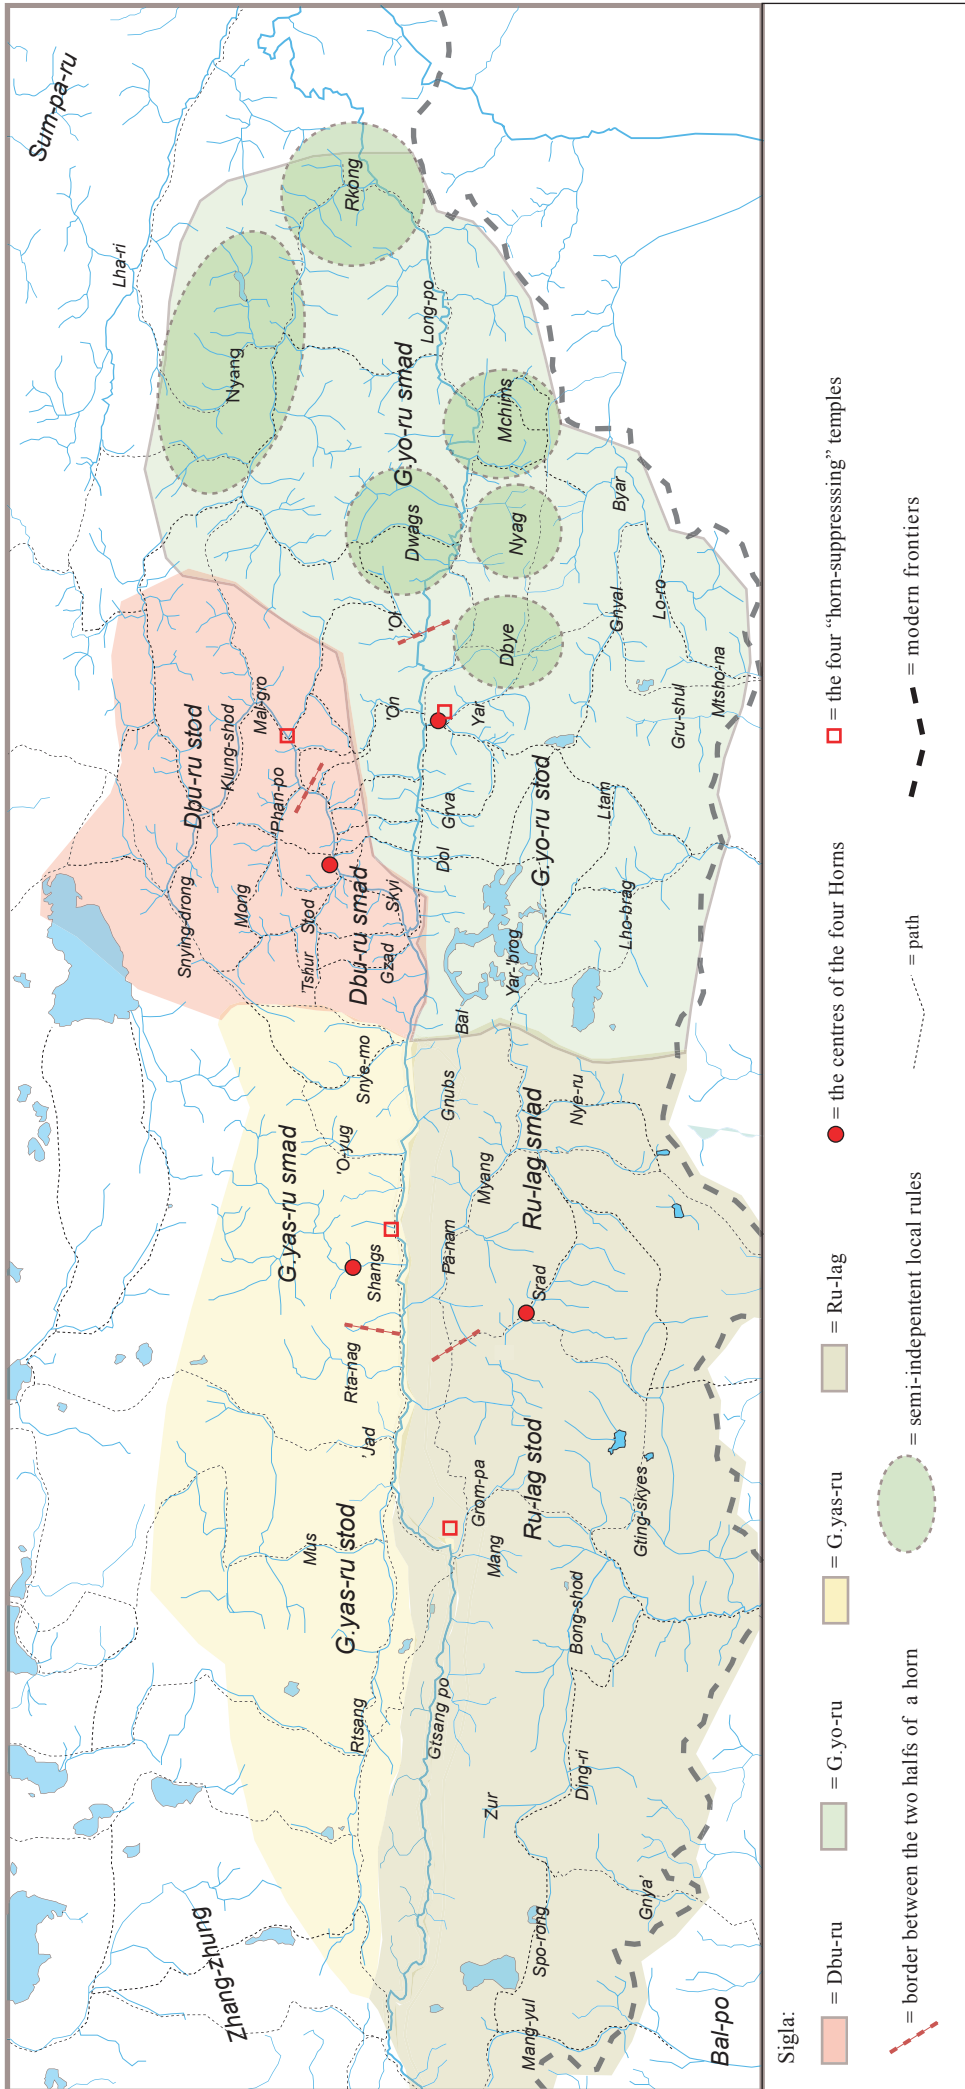 Sum-pa-ru
Lha-ri
Zhang-zhung
Nyang
Rkong
Snying-drong
Dbu-ru stod
Klung-shod
Mal-gro
Mong
Phan-po
Stod
'Tshur
Dbu-ru smad
Skyi
Gzad
'On
'Ol
G.yo-ru smad
Long-po
Dwags
Mchims
Nyag
Dbye
G.yas-ru smad
Snye-mo
'O-yug
Shangs
Rta-nag
'Jad
Mus
G.yas-ru stod
Rtsang
Gtsang po
Dol
Grva
Yar
Bal
Gnubs
Yar-'brog
G.yo-ru stod
Myang
Pa-nam
Ru-lag smad
Nye-ru
Srad
Grom-pa
Mang
Ru-lag stod
Zur
Bong-shod
Gting-skyes
Ding-ri
Spo-rong
Gnya'
Mang-yul
Bal-po
Ltam
Lho-brag
Gnyal
Byar
Lo-ro
Gru-shul
Mtsho-na
Sigla:
= Dbu-ru
= G.yo-ru
= G.yas-ru
= Ru-lag
= the centres of the four Horns
= the four "horn-suppresssing" temples
= border between the two halfs of a horn
= semi-indepentent local rules
= path
= modern frontiers